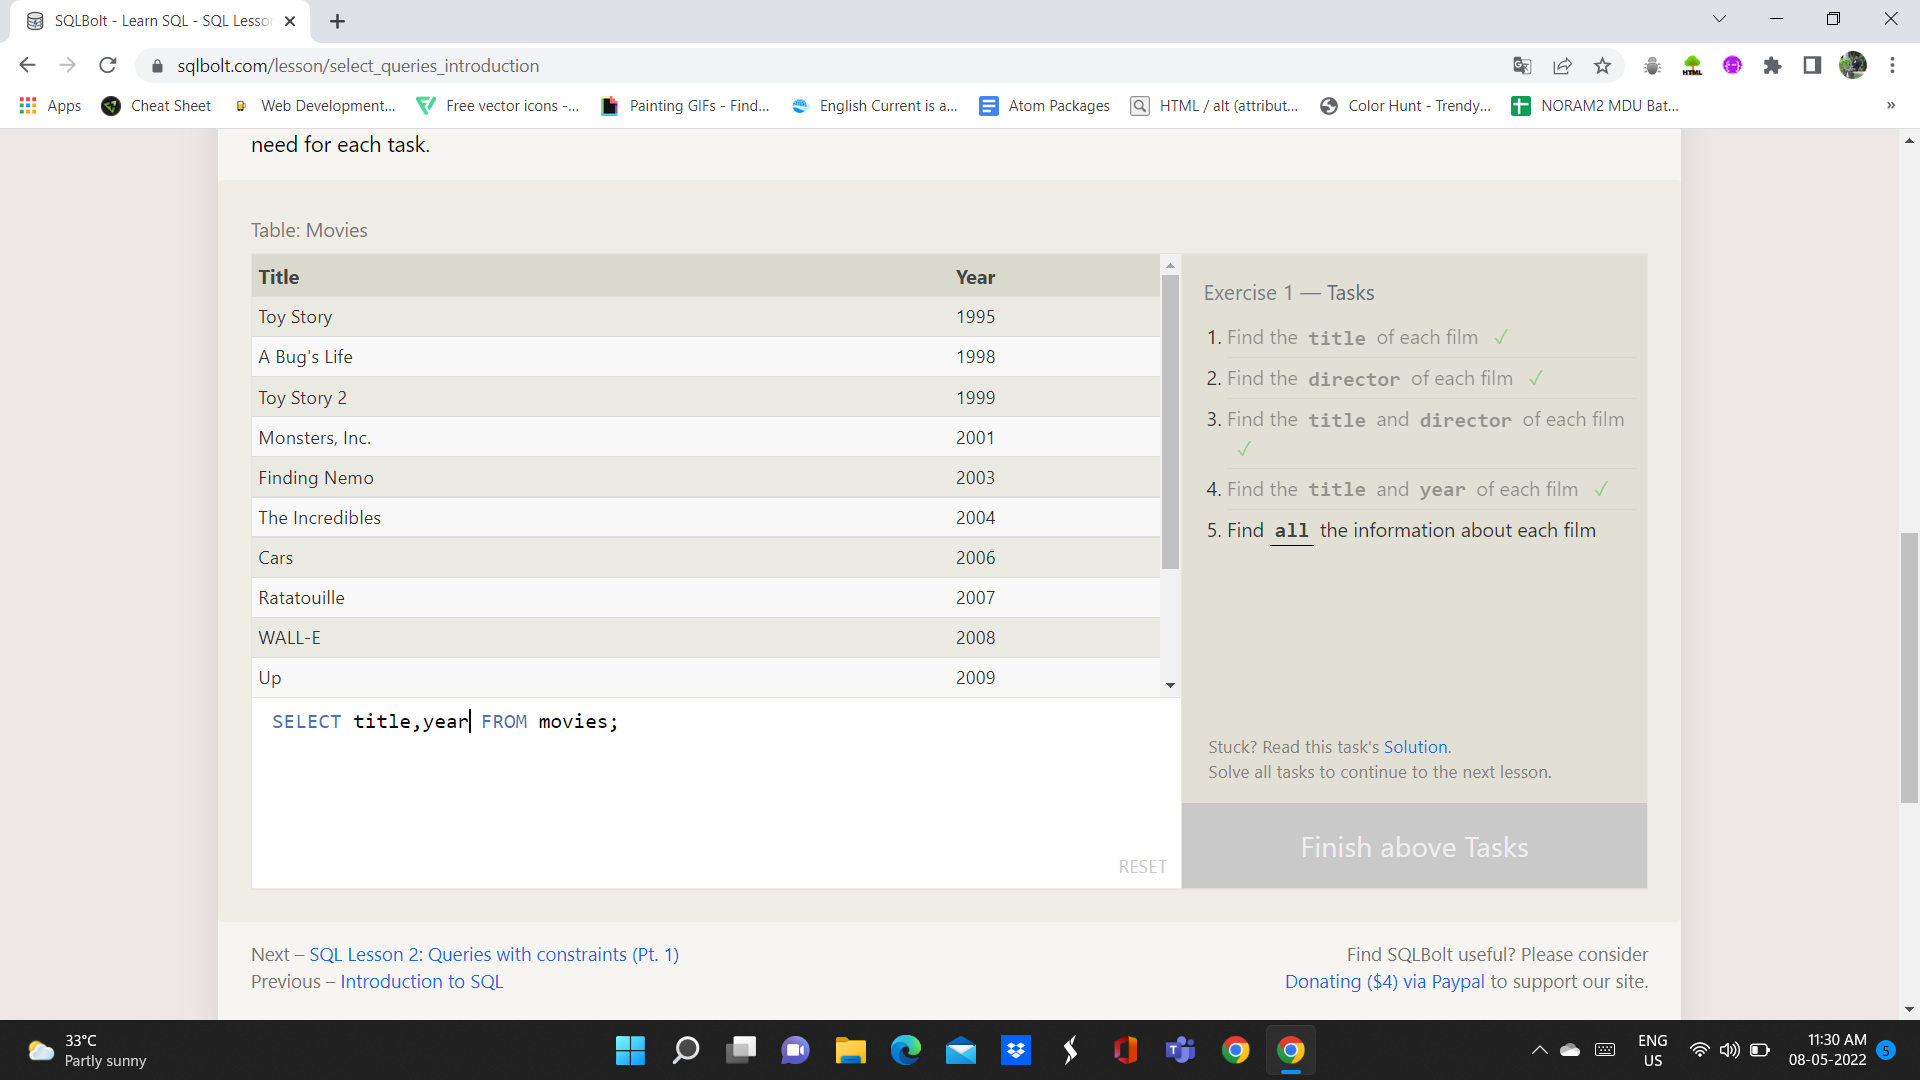 SQLBolt - Learn SQL - SQL Lesso
sqlbolt.com/lesson/select_queries_introduction
Apps
Cheat Sheet
Web Development...
Free vector icons -...
Painting GIFs - Find...
English Current is a...
Atom Packages
HTML / alt (attribut...
Color Hunt - Trendy...
NORAM2 MDU Bat...
»
need for each task.
Table: Movies
Title Year
Toy Story 1995
A Bug's Life 1998
Toy Story 2 1999
Monsters, Inc. 2001
Finding Nemo 2003
The Incredibles 2004
Cars 2006
Ratatouille 2007
WALL-E 2008
Up 2009
SELECT title,year FROM movies;
RESET
Exercise 1 — Tasks
1. Find the title of each film ✓
2. Find the director of each film ✓
3. Find the title and director of each film
✓
4. Find the title and year of each film ✓
5. Find all the information about each film
Stuck? Read this task's Solution.
Solve all tasks to continue to the next lesson.
Finish above Tasks
Next – SQL Lesson 2: Queries with constraints (Pt. 1)
Previous – Introduction to SQL
Find SQLBolt useful? Please consider
Donating ($4) via Paypal to support our site.
33°C
Partly sunny
ENG
US
11:30 AM
08-05-2022
5